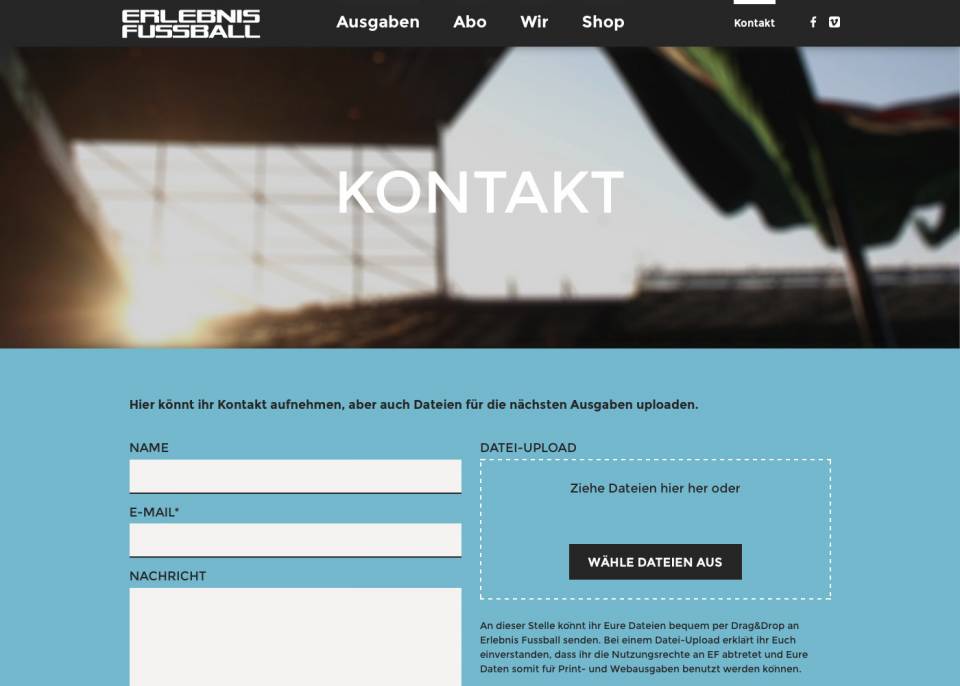 ERLEBNIS
FUSSBALL
Ausgaben Abo Wir Shop Kontakt
KONTAKT
Hier könnt ihr Kontakt aufnehmen, aber auch Dateien für die nächsten Ausgaben uploaden.
NAME
E-MAIL*
NACHRICHT
DATEI-UPLOAD
Ziehe Dateien hier her oder
WÄHLE DATEIEN AUS
An dieser Stelle könnt ihr Eure Dateien bequem per Drag&Drop an
Erlebnis Fussball senden. Bei einem Datei-Upload erklärt ihr Euch
einverstanden, dass ihr die Nutzungsrechte an EF abtretet und Eure
Daten somit für Print- und Webausgaben benutzt werden können.